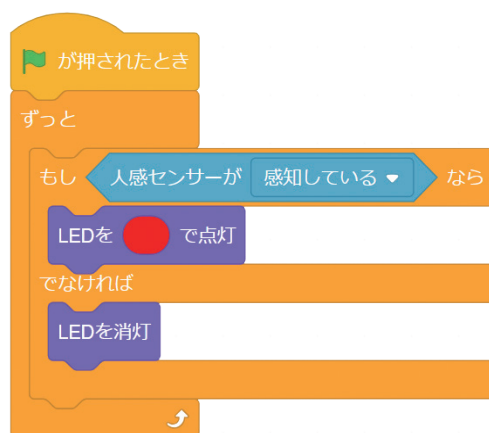 が押されたとき
ずっと
もし 人感センサーが 感知している なら
LEDを で点灯
でなければ
LEDを消灯